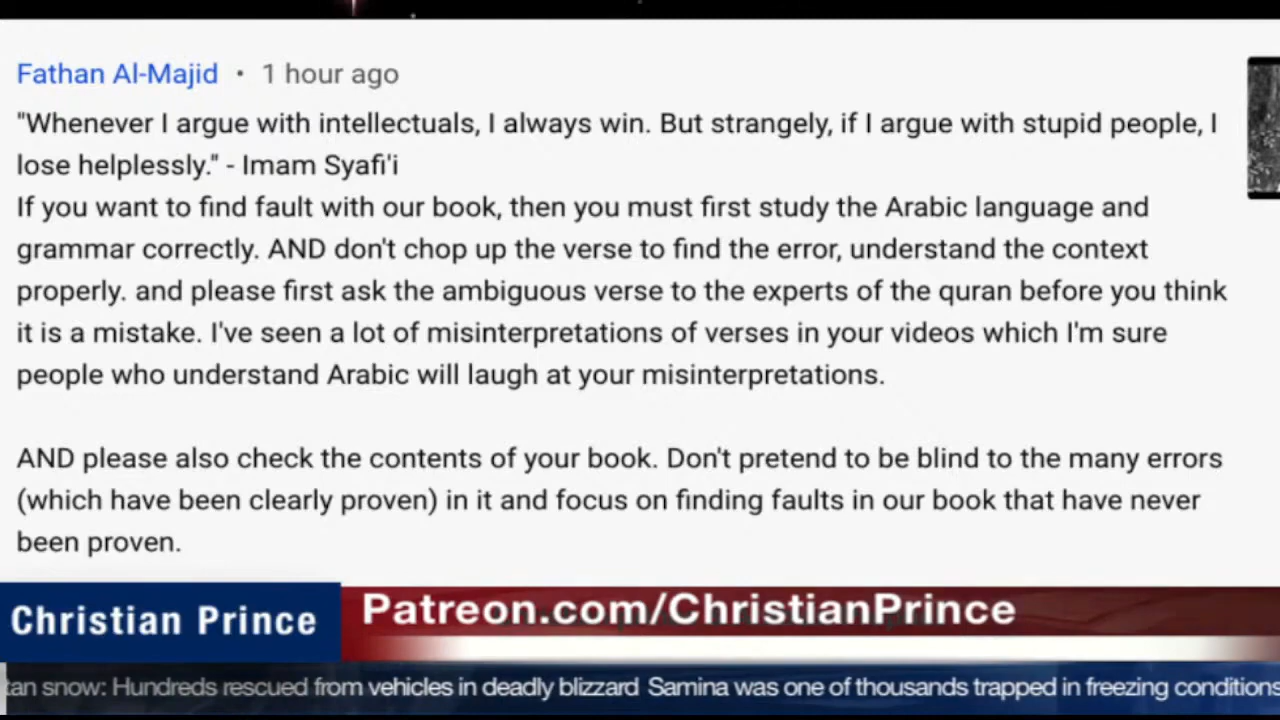 Fathan Al-Majid • 1 hour ago
"Whenever I argue with intellectuals, I always win. But strangely, if I argue with stupid people, I
lose helplessly." - Imam Syafi'i
If you want to find fault with our book, then you must first study the Arabic language and
grammar correctly. AND don't chop up the verse to find the error, understand the context
properly. and please first ask the ambiguous verse to the experts of the quran before you think
it is a mistake. I've seen a lot of misinterpretations of verses in your videos which I'm sure
people who understand Arabic will laugh at your misinterpretations.
AND please also check the contents of your book. Don't pretend to be blind to the many errors
(which have been clearly proven) in it and focus on finding faults in our book that have never
been proven.
Christian Prince
Patreon.com/ChristianPrince
snow: Hundreds rescued from vehicles in deadly blizzard Samina was one of thousands trapped in freezing conditions